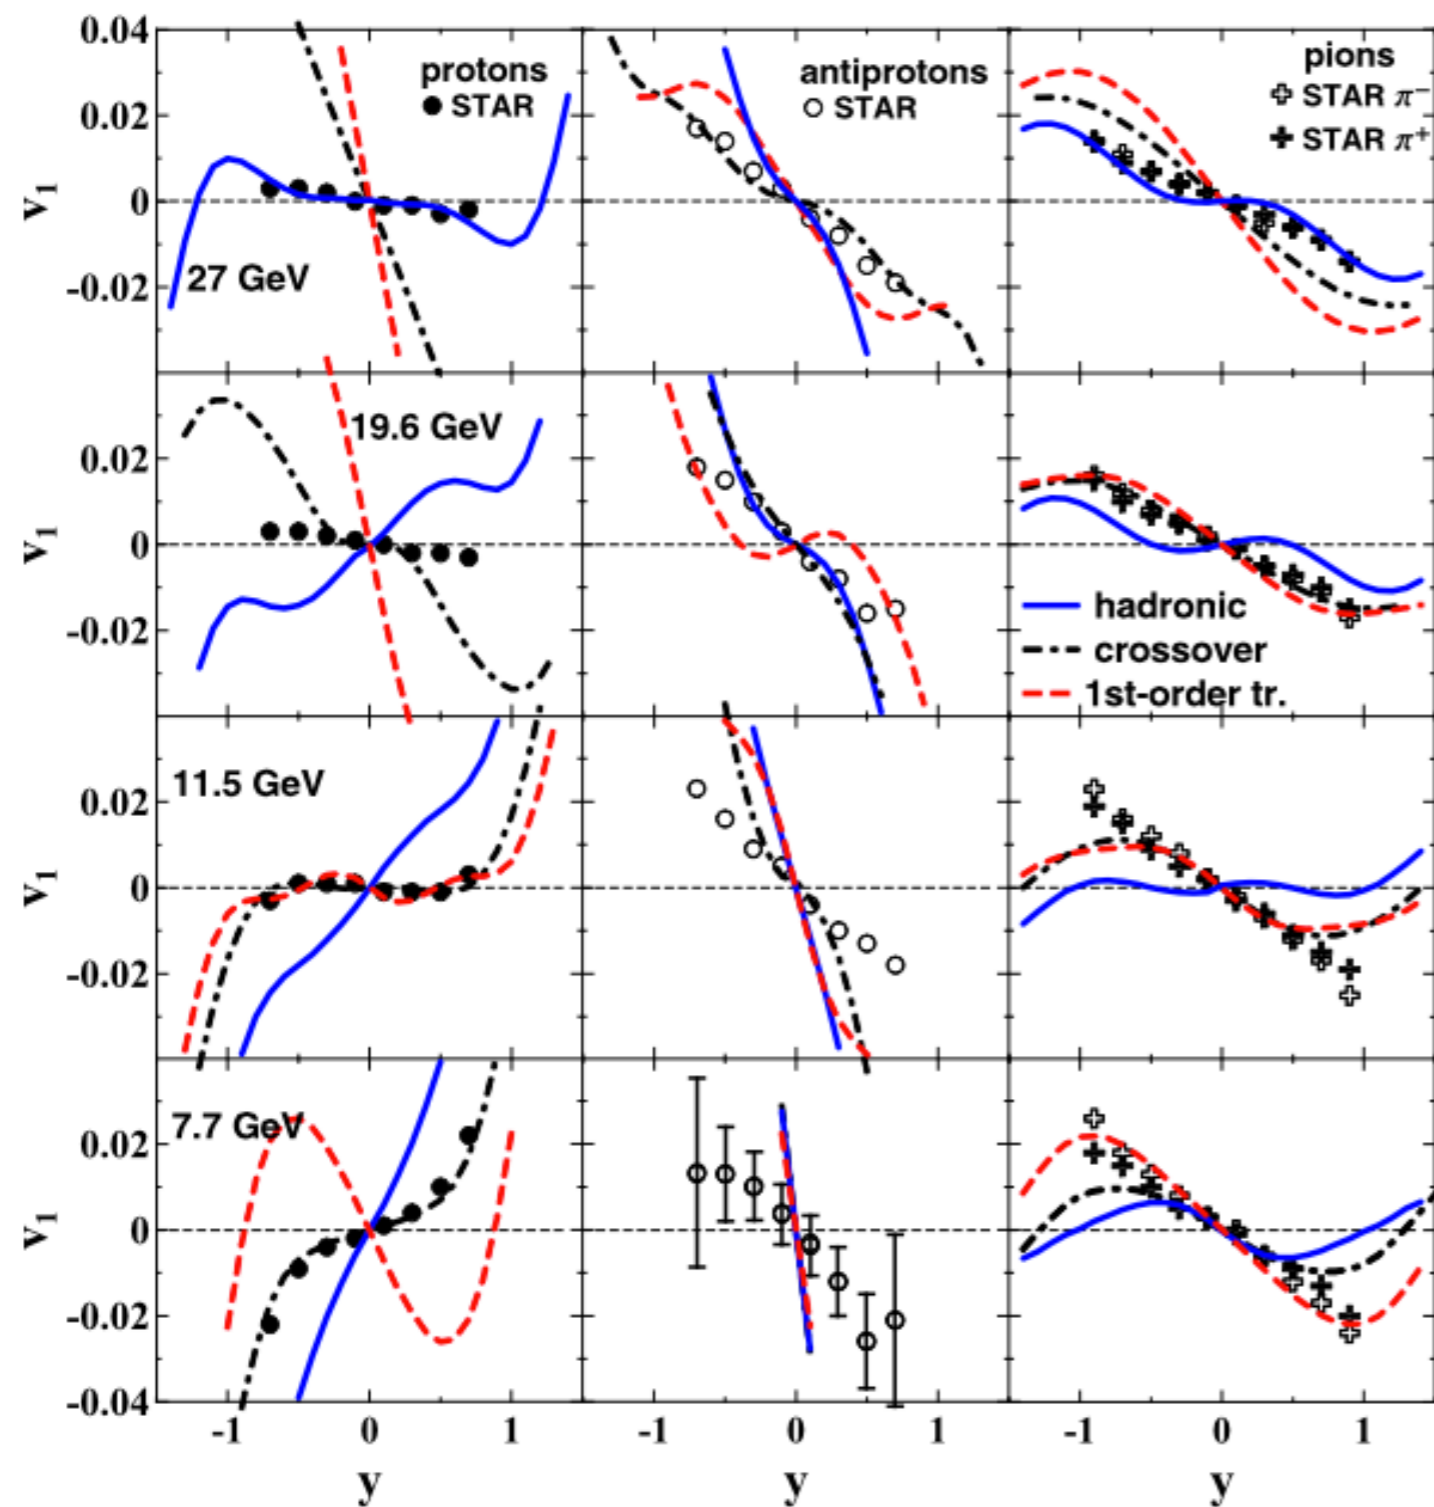 0.04
0.02
0
-0.02
v1
protons
STAR
27 GeV
antiprotons
STAR
pions
STAR π−
STAR π+
0.02
0
-0.02
v1
19.6 GeV
hadronic
crossover
1st-order tr.
0.02
0
-0.02
v1
11.5 GeV
0.02
0
-0.02
-0.04
v1
7.7 GeV
-1 0 1
-1 0 1
-1 0 1
y
y
y